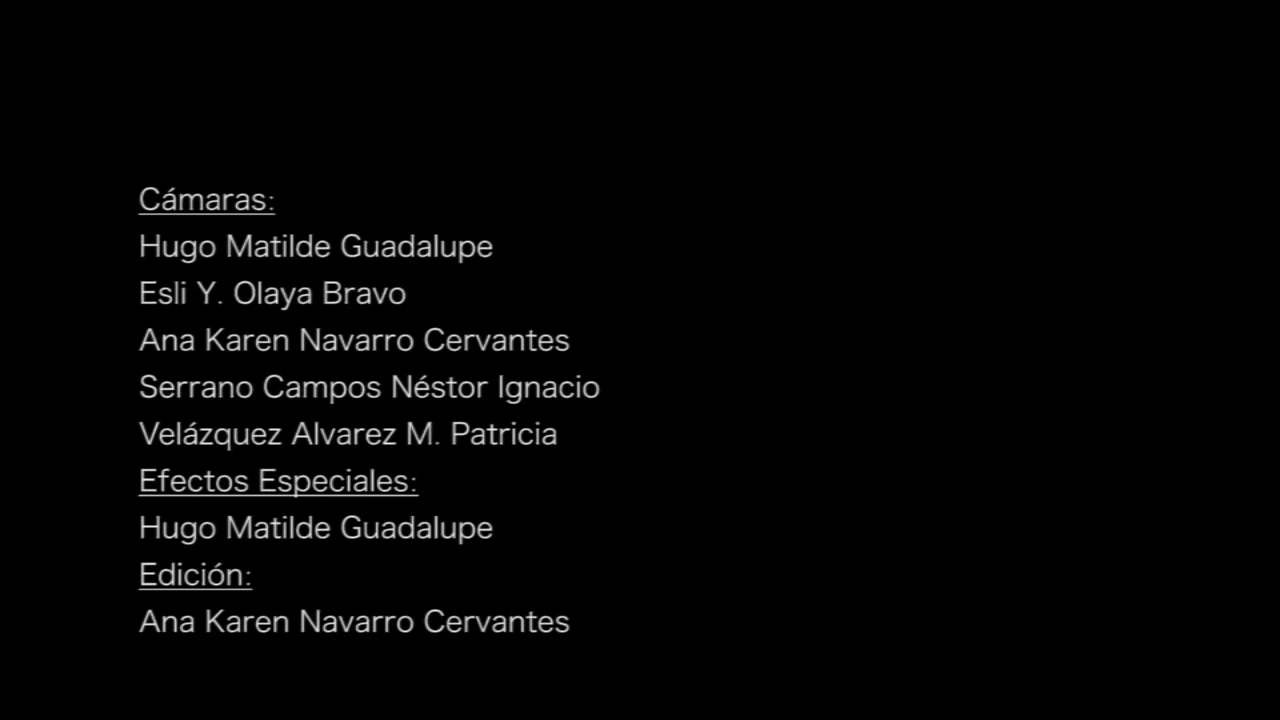 Cámaras:
Hugo Matilde Guadalupe
Esli Y. Olaya Bravo
Ana Karen Navarro Cervantes
Serrano Campos Néstor Ignacio
Velázquez Alvarez M. Patricia
Efectos Especiales:
Hugo Matilde Guadalupe
Edición:
Ana Karen Navarro Cervantes